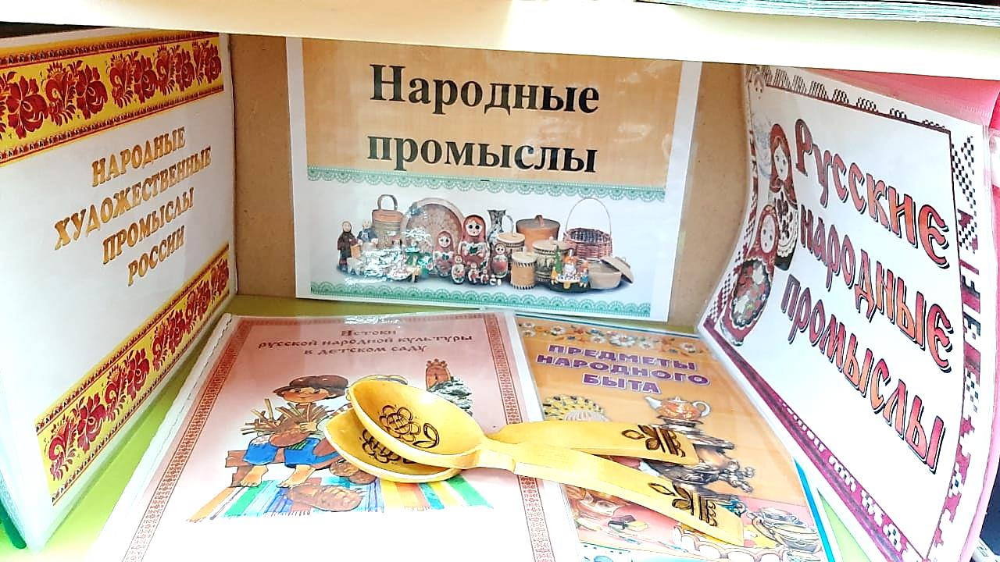 НАРОДНЫЕ
ХУДОЖЕСТВЕННЫЕ
ПРОМЫСЛЫ
РОССИИ
Народные
промыслы
Русские
народные
промыслы
Истоки
русской народной культуры
в детском саду
ПРЕДМЕТЫ
НАРОДНОГО
БЫТА